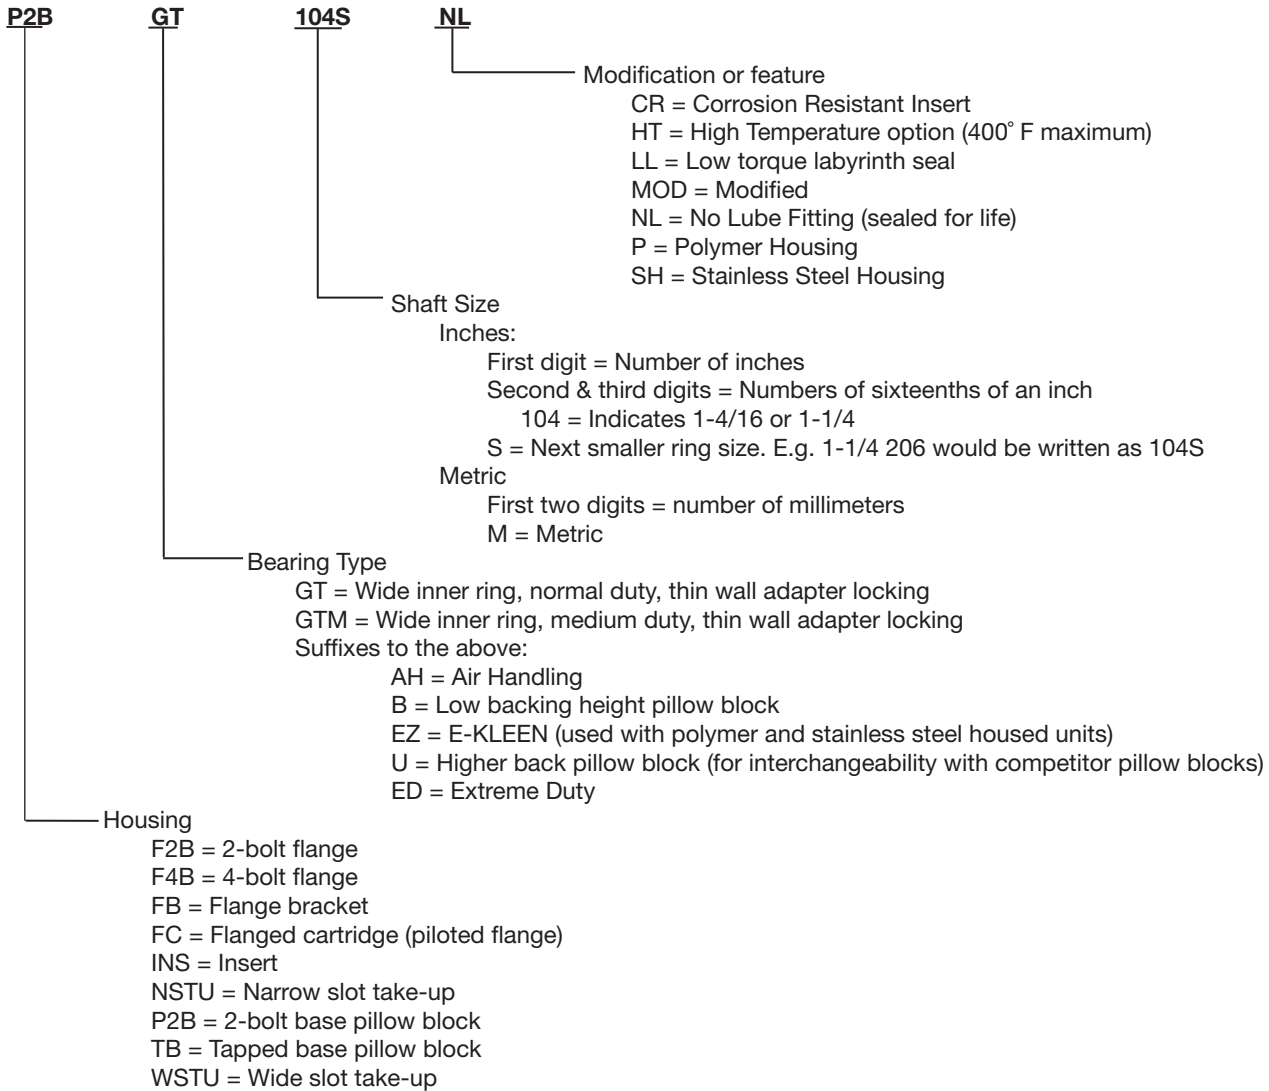 P2B GT 104S NL
Modification or feature
CR = Corrosion Resistant Insert
HT = High Temperature option (400˚ F maximum)
LL = Low torque labyrinth seal
MOD = Modified
NL = No Lube Fitting (sealed for life)
P = Polymer Housing
SH = Stainless Steel Housing
Shaft Size
Inches:
First digit = Number of inches
Second & third digits = Numbers of sixteenths of an inch
104 = Indicates 1-4/16 or 1-1/4
S = Next smaller ring size. E.g. 1-1/4 206 would be written as 104S
Metric
First two digits = number of millimeters
M = Metric
Bearing Type
GT = Wide inner ring, normal duty, thin wall adapter locking
GTM = Wide inner ring, medium duty, thin wall adapter locking
Suffixes to the above:
AH = Air Handling
B = Low backing height pillow block
EZ = E-KLEEN (used with polymer and stainless steel housed units)
U = Higher back pillow block (for interchangeability with competitor pillow blocks)
ED = Extreme Duty
Housing
F2B = 2-bolt flange
F4B = 4-bolt flange
FB = Flange bracket
FC = Flanged cartridge (piloted flange)
INS = Insert
NSTU = Narrow slot take-up
P2B = 2-bolt base pillow block
TB = Tapped base pillow block
WSTU = Wide slot take-up